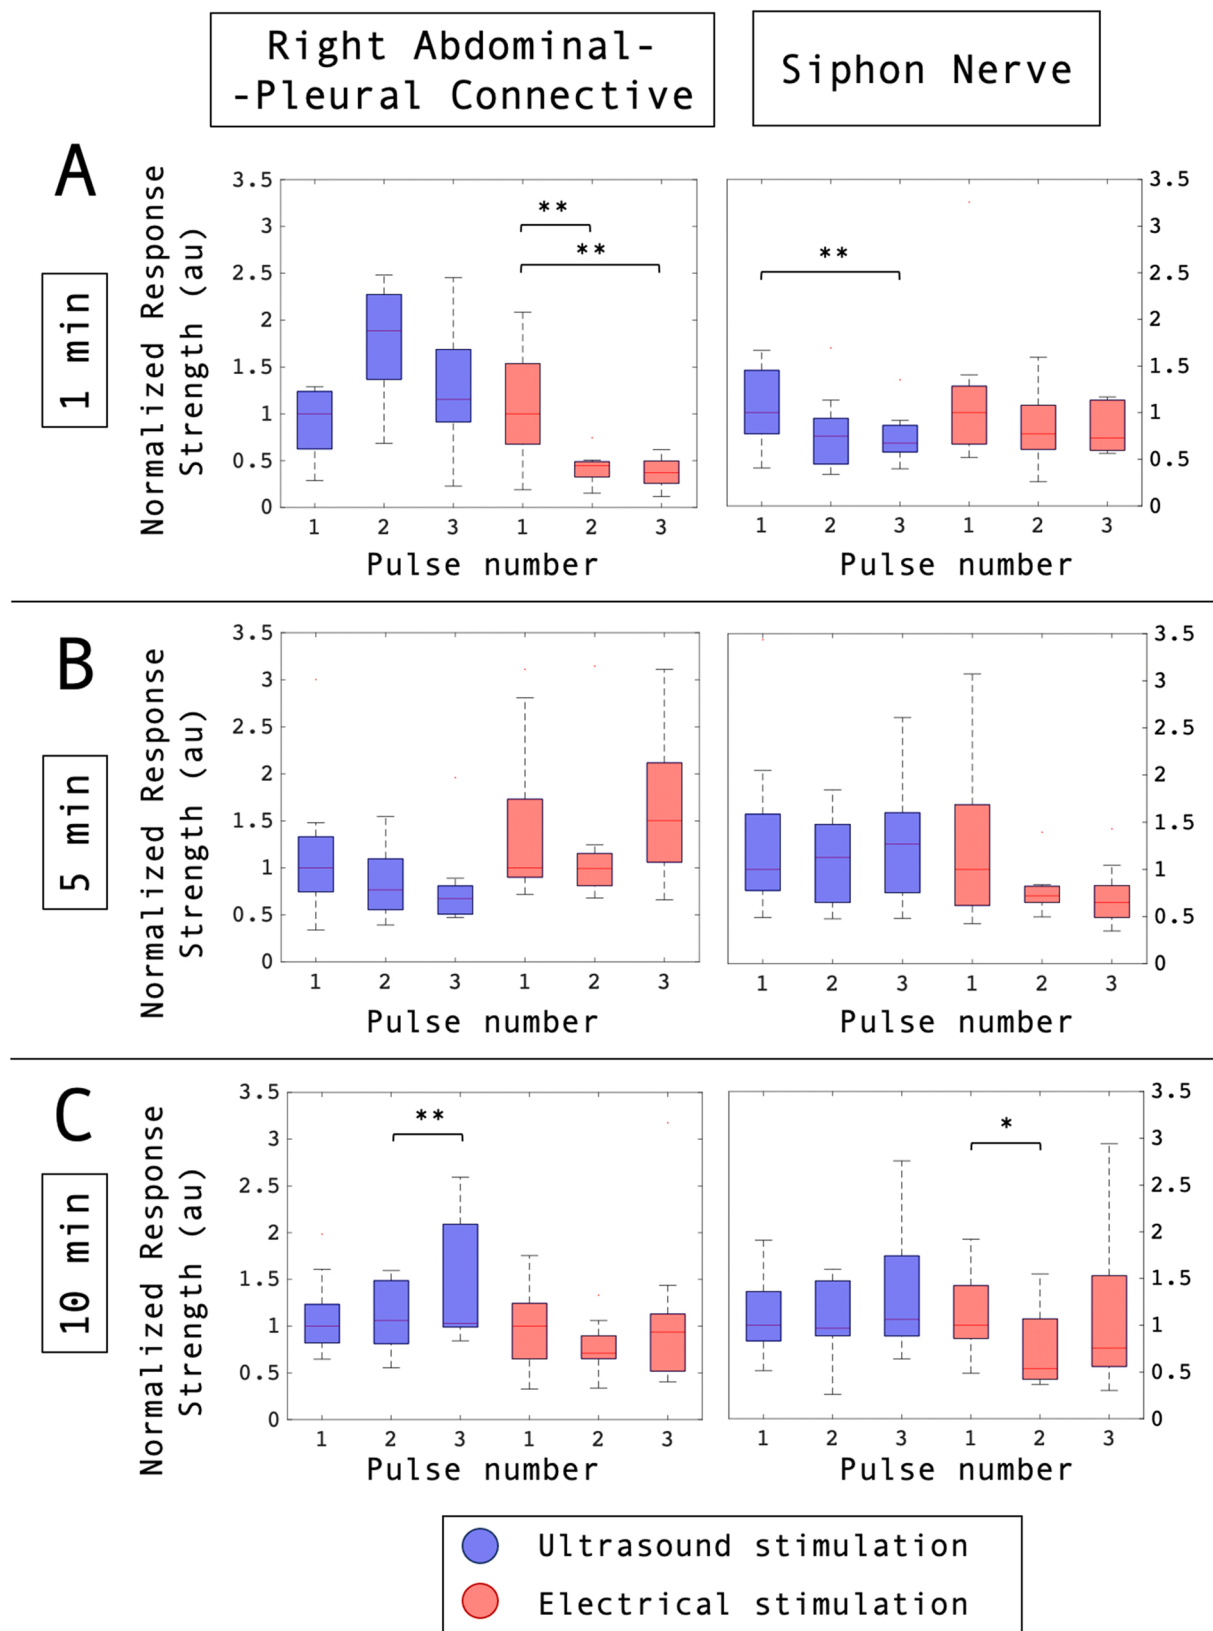 Right Abdominal-
-Pleural Connective
Siphon Nerve
A
1 min
Normalized Response
Strength (au)
3.5
3
2.5
2
1.5
1
0.5
0
**
**
1 2 3 1 2 3
Pulse number
**
3.5
3
2.5
2
1.5
1
0.5
0
1 2 3 1 2 3
Pulse number
B
5 min
Normalized Response
Strength (au)
3.5
3
2.5
2
1.5
1
0.5
0
1 2 3 1 2 3
Pulse number
3.5
3
2.5
2
1.5
1
0.5
0
1 2 3 1 2 3
Pulse number
C
10 min
Normalized Response
Strength (au)
3.5
3
2.5
2
1.5
1
0.5
0
**
1 2 3 1 2 3
Pulse number
*
3.5
3
2.5
2
1.5
1
0.5
0
1 2 3 1 2 3
Pulse number
Ultrasound stimulation
Electrical stimulation